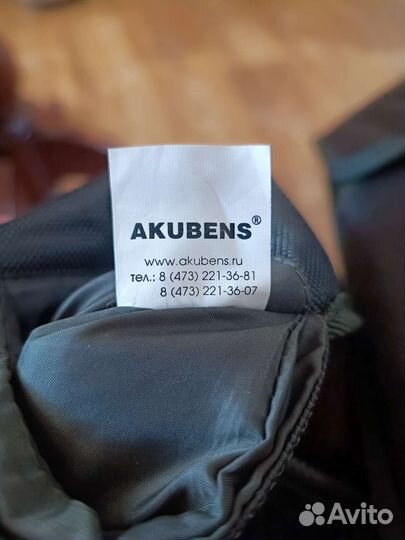 AKUBENS®
www.akubens.ru
тел.: 8 (473) 221-36-81
8 (473) 221-36-07
Avito